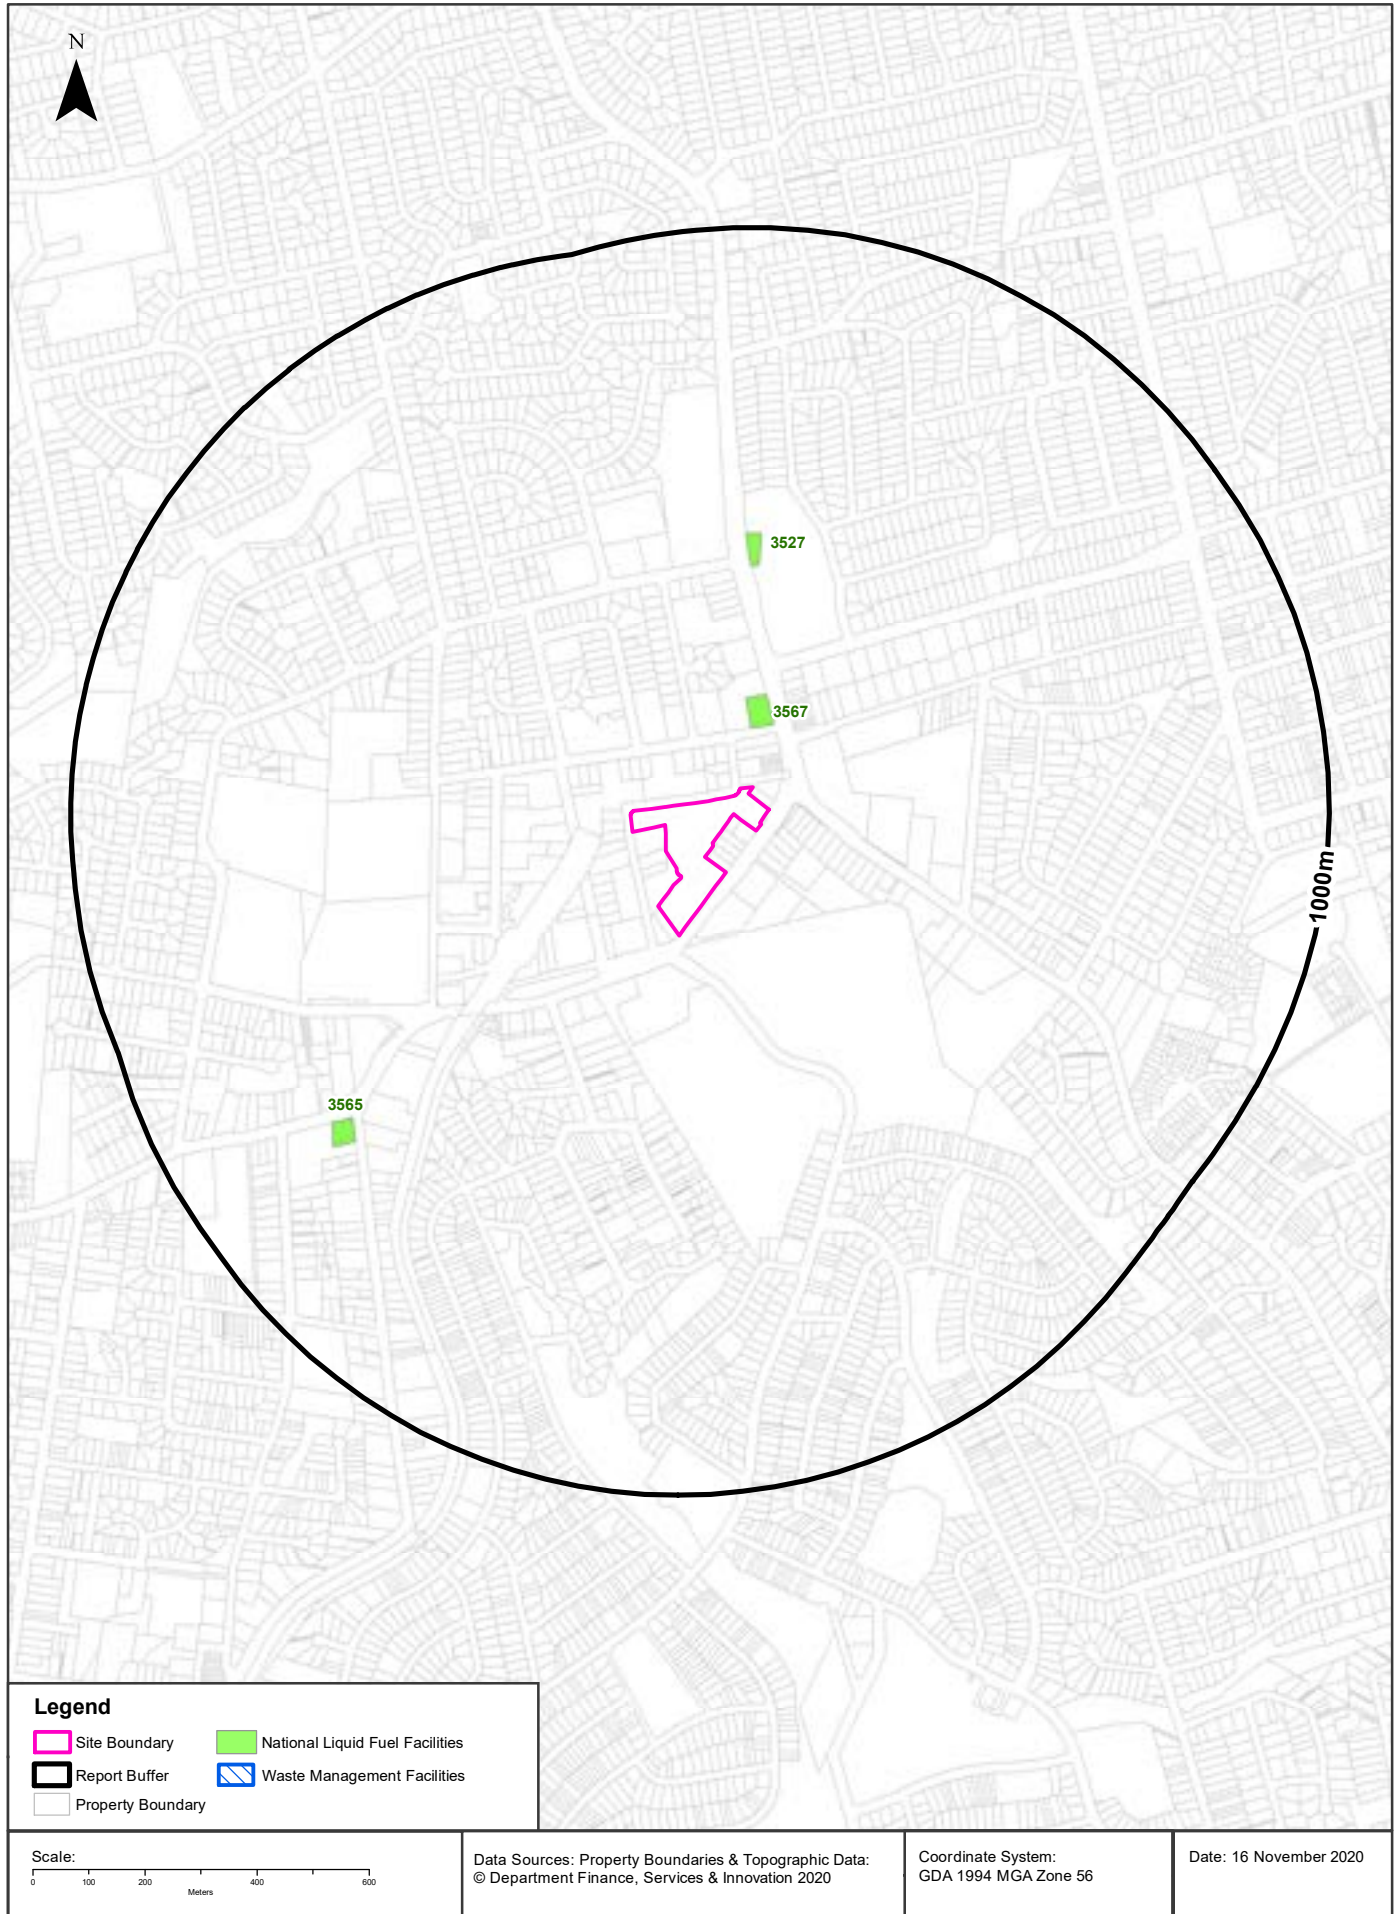 N
3527
3567
1000m
3565
Legend
Site Boundary
National Liquid Fuel Facilities
Report Buffer
Waste Management Facilities
Property Boundary
Scale:
0 100 200 400 600
Meters
Data Sources: Property Boundaries & Topographic Data:
© Department Finance, Services & Innovation 2020
Coordinate System:
GDA 1994 MGA Zone 56
Date: 16 November 2020